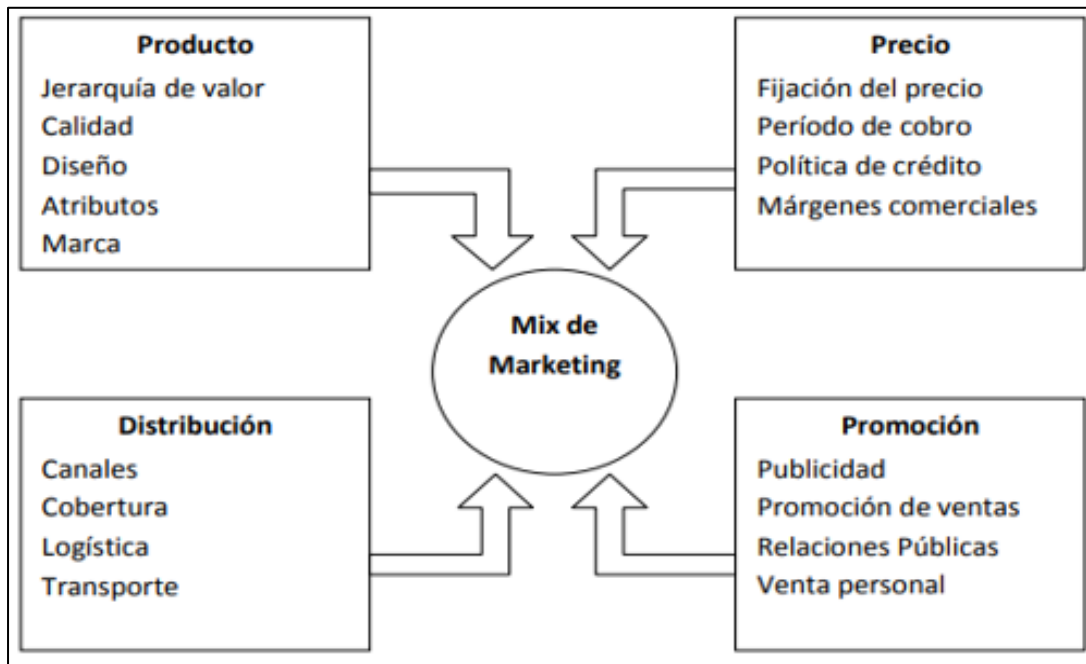 Producto
Jerarquía de valor
Calidad
Diseño
Atributos
Marca
Precio
Fijación del precio
Período de cobro
Política de crédito
Márgenes comerciales
Mix de
Marketing
Distribución
Canales
Cobertura
Logística
Transporte
Promoción
Publicidad
Promoción de ventas
Relaciones Públicas
Venta personal